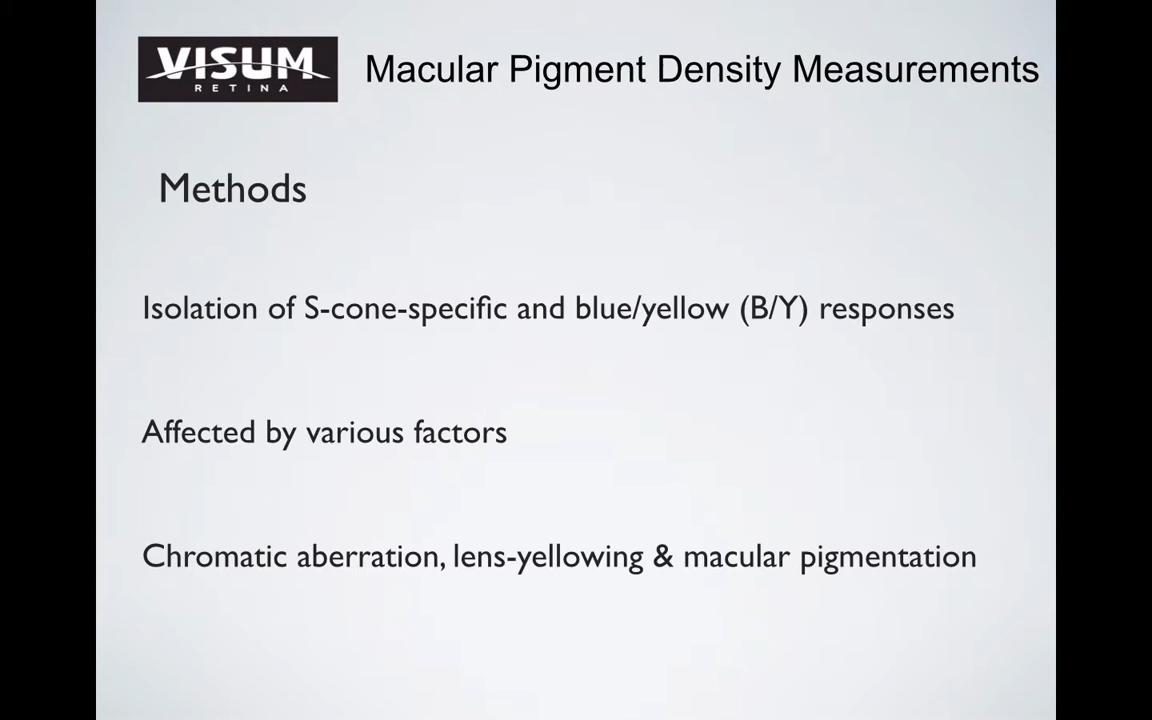 VISUM
RETINA
Macular Pigment Density Measurements
Methods
Isolation of S-cone-specific and blue/yellow (B/Y) responses
Affected by various factors
Chromatic aberration, lens-yellowing & macular pigmentation